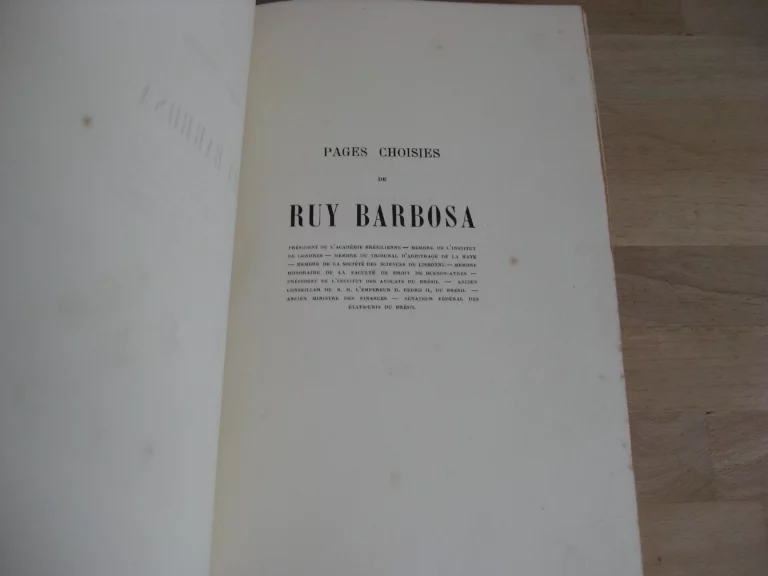 PAGES CHOISIES
DE
RUY BARBOSA
PRÉSIDENT DE L'ACADÉMIE BRÉSILIENNE — MEMBRE DE L'INSTITUT
DE LONDRES — MEMBRE DU TRIBUNAL D'ARBITRAGE DE LA HAYE
— MEMBRE DE LA SOCIÉTÉ DES SCIENCES DE LISBONNE — MEMBRE
HONORAIRE DE LA FACULTÉ DE DROIT DE BUENOS-AYRES —
PRÉSIDENT DE L'INSTITUT DES AVOCATS DU BRÉSIL — ANCIEN
CONSEILLER DE S. M. L'EMPEREUR D. PEDRO II, DU BRÉSIL —
ANCIEN MINISTRE DES FINANCES — SÉNATEUR FÉDÉRAL DES
ÉTATS-UNIS DU BRÉSIL